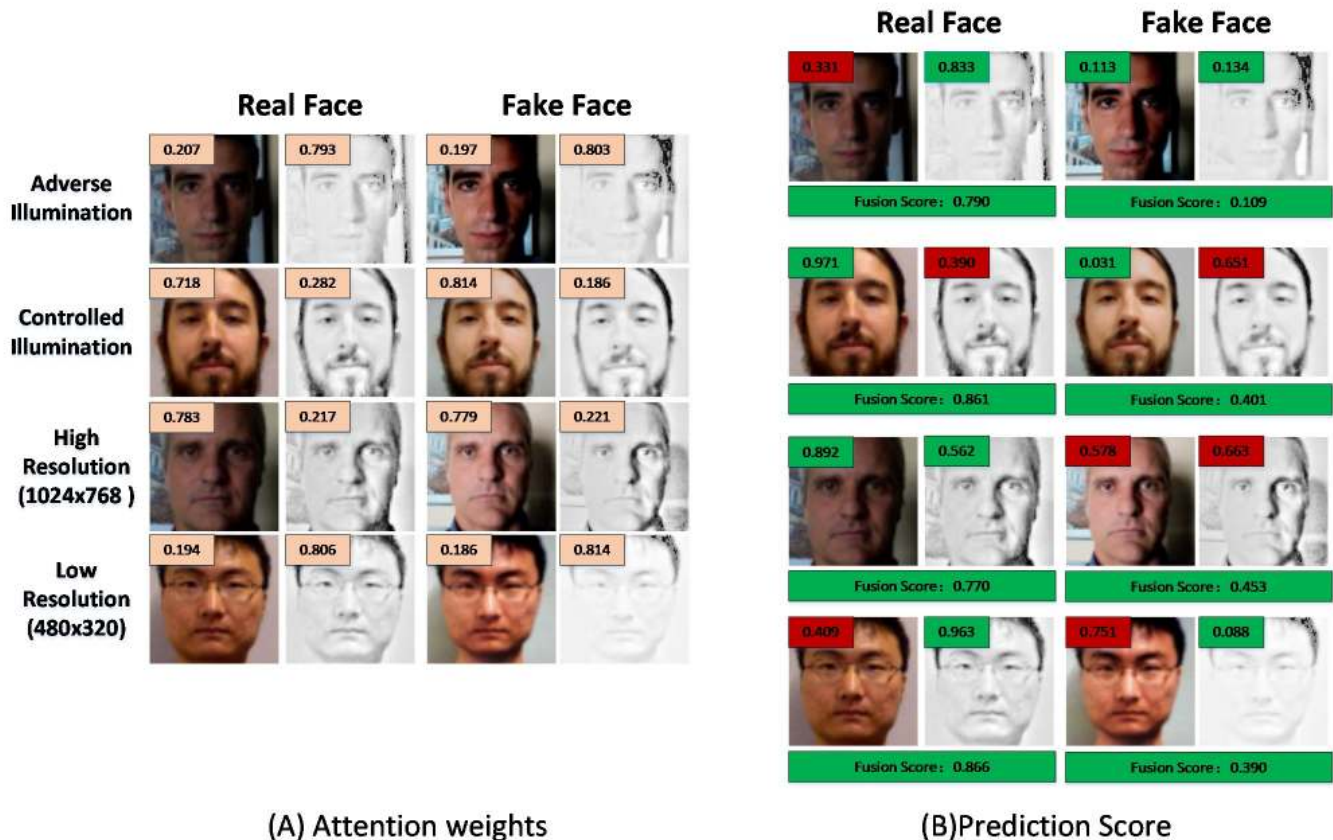 Real Face Fake Face
0.207 0.793 0.197 0.803
Adverse
Illumination
0.718 0.282 0.814 0.186
Controlled
Illumination
0.783 0.217 0.779 0.221
High
Resolution
(1024x768 )
0.194 0.806 0.186 0.814
Low
Resolution
(480x320)
(A) Attention weights
Real Face Fake Face
0.331 0.833 0.113 0.134
Fusion Score: 0.790 Fusion Score: 0.109
0.971 0.390 0.031 0.651
Fusion Score: 0.861 Fusion Score: 0.401
0.892 0.562 0.578 0.663
Fusion Score: 0.770 Fusion Score: 0.453
0.409 0.963 0.751 0.088
Fusion Score: 0.866 Fusion Score: 0.390
(B)Prediction Score